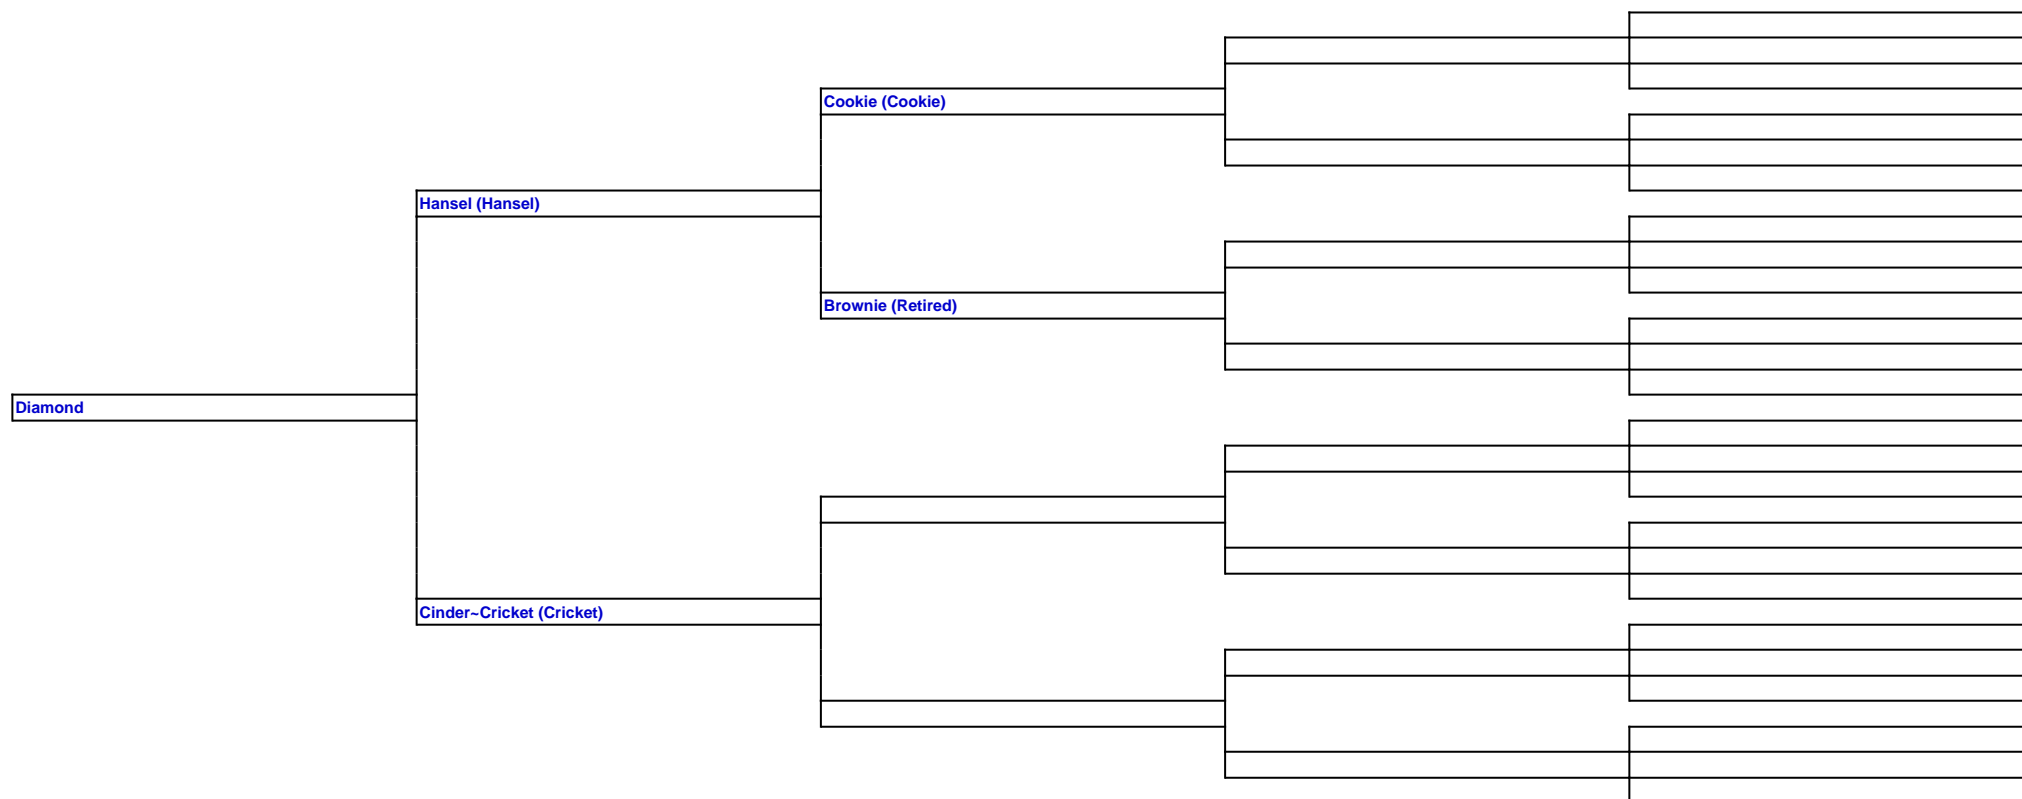 Cookie (Cookie)
Hansel (Hansel)
Brownie (Retired)
Diamond
Cinder~Cricket (Cricket)